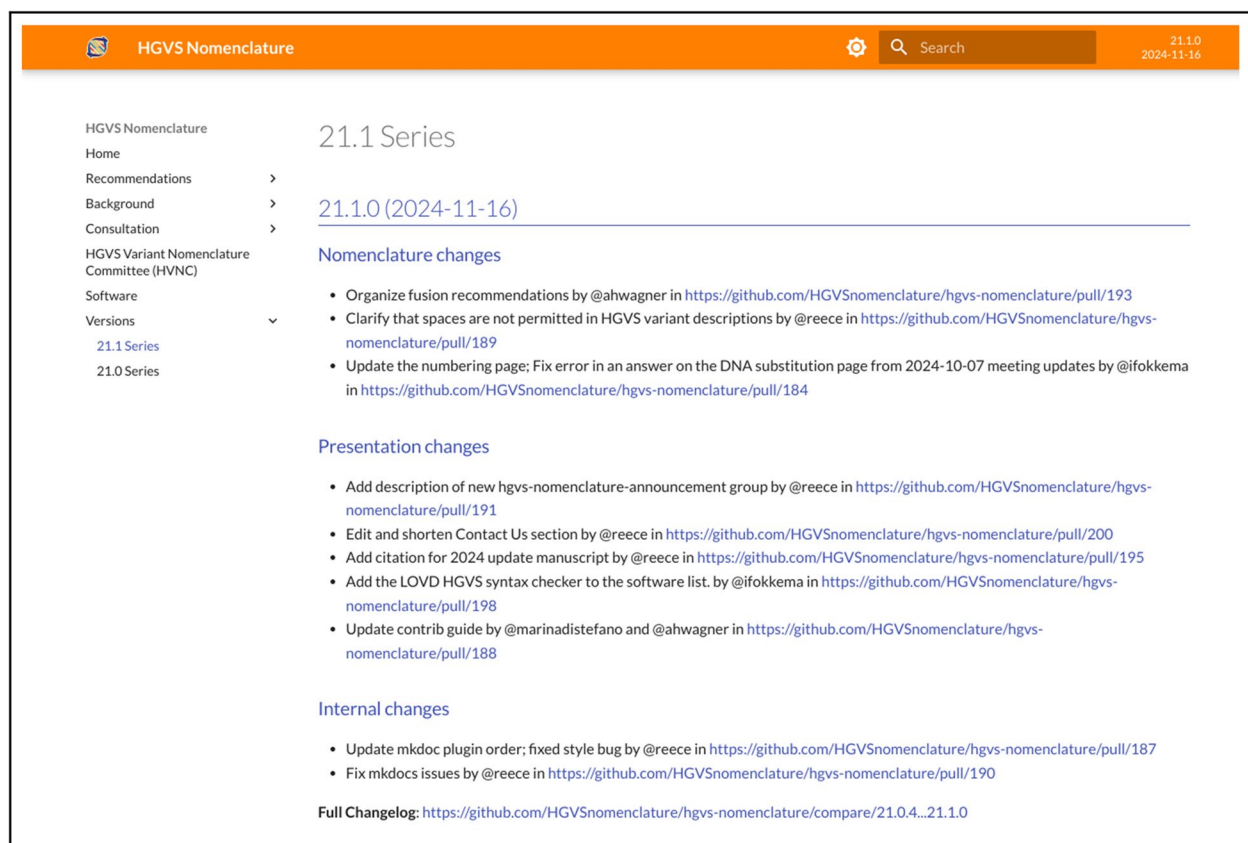 HGVS Nomenclature
Search
21.1.0
2024-11-16
HGVS Nomenclature
Home
Recommendations
Background
Consultation
HGVS Variant Nomenclature
Committee (HVNC)
Software
Versions
21.1 Series
21.0 Series
21.1 Series
21.1.0 (2024-11-16)
Nomenclature changes
• Organize fusion recommendations by @ahwagner in https://github.com/HGVSnomenclature/hgvs-nomenclature/pull/193
• Clarify that spaces are not permitted in HGVS variant descriptions by @reece in https://github.com/HGVSnomenclature/hgvs-
nomenclature/pull/189
• Update the numbering page; Fix error in an answer on the DNA substitution page from 2024-10-07 meeting updates by @ifokkema
in https://github.com/HGVSnomenclature/hgvs-nomenclature/pull/184
Presentation changes
• Add description of new hgvs-nomenclature-announcement group by @reece in https://github.com/HGVSnomenclature/hgvs-
nomenclature/pull/191
• Edit and shorten Contact Us section by @reece in https://github.com/HGVSnomenclature/hgvs-nomenclature/pull/200
• Add citation for 2024 update manuscript by @reece in https://github.com/HGVSnomenclature/hgvs-nomenclature/pull/195
• Add the LOVD HGVS syntax checker to the software list. by @ifokkema in https://github.com/HGVSnomenclature/hgvs-
nomenclature/pull/198
• Update contrib guide by @marinadistefano and @ahwagner in https://github.com/HGVSnomenclature/hgvs-
nomenclature/pull/188
Internal changes
• Update mkdoc plugin order; fixed style bug by @reece in https://github.com/HGVSnomenclature/hgvs-nomenclature/pull/187
• Fix mkdocs issues by @reece in https://github.com/HGVSnomenclature/hgvs-nomenclature/pull/190
Full Changelog: https://github.com/HGVSnomenclature/hgvs-nomenclature/compare/21.0.4...21.1.0